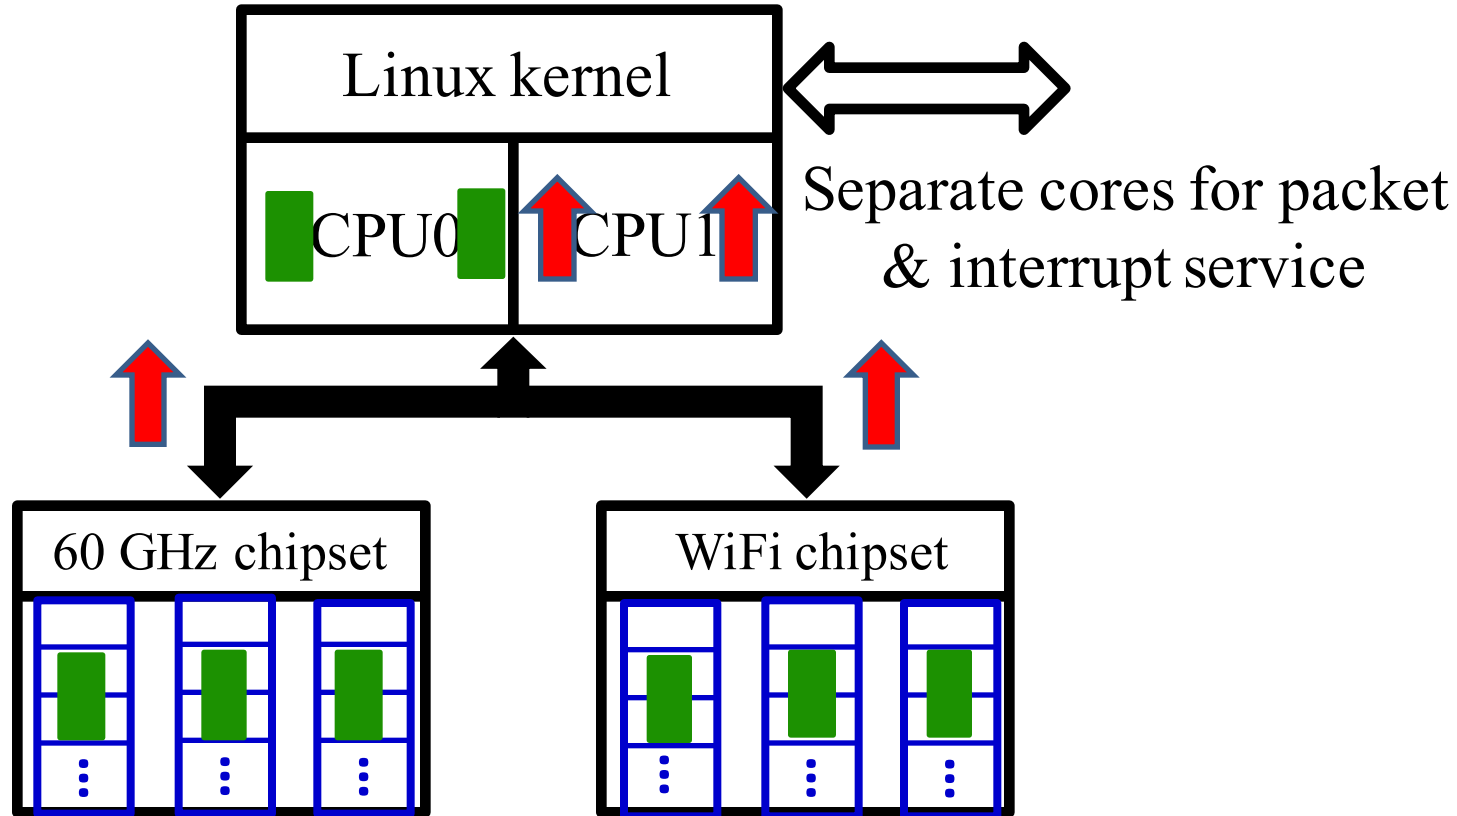 Linux kernel
CPU0
CPU1
Separate cores for packet
& interrupt service
60 GHz chipset
WiFi chipset